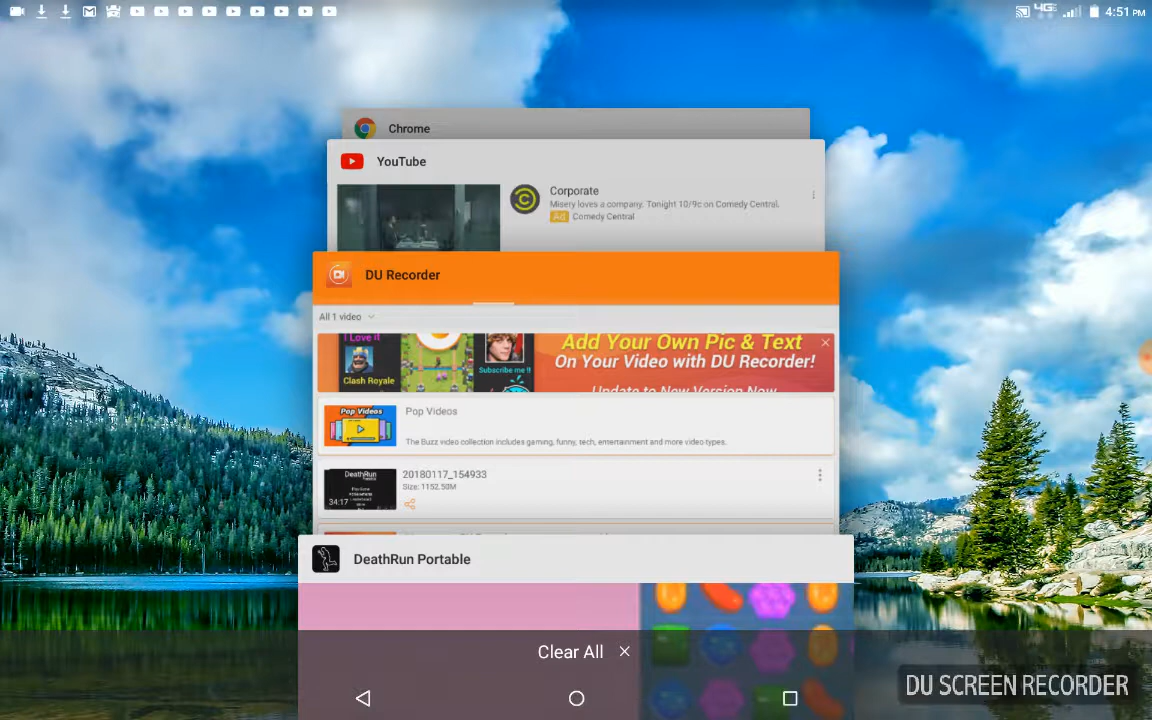 4G 4:51 PM
Chrome
YouTube
Corporate
Misery loves a company. Tonight 10/9c on Comedy Central.
Ad Comedy Central
DU Recorder
All 1 video
I Love it
Clash Royale
Subscribe me !!
Add Your Own Pic & Text
On Your Video with DU Recorder!
Update to New Version Now
Pop Videos
Pop Videos
The Buzz video collection includes gaming, funny, tech, entertainment and more video types.
DeathRun
34:17
20180117_154933
Size: 1152.50M
DeathRun Portable
Clear All
DU SCREEN RECORDER